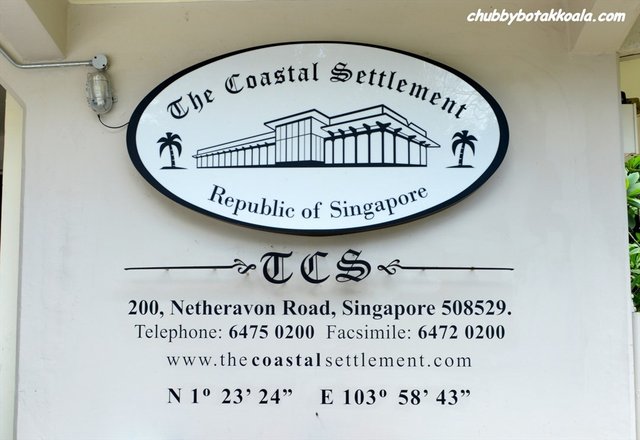 chubbybotakkoala.com
The Coastal Settlement
Republic of Singapore
TCS
200, Netheravon Road, Singapore 508529.
Telephone: 6475 0200 Facsimile: 6472 0200
www.thecoastalsettlement.com
N 1º 23’ 24” E 103º 58’ 43”